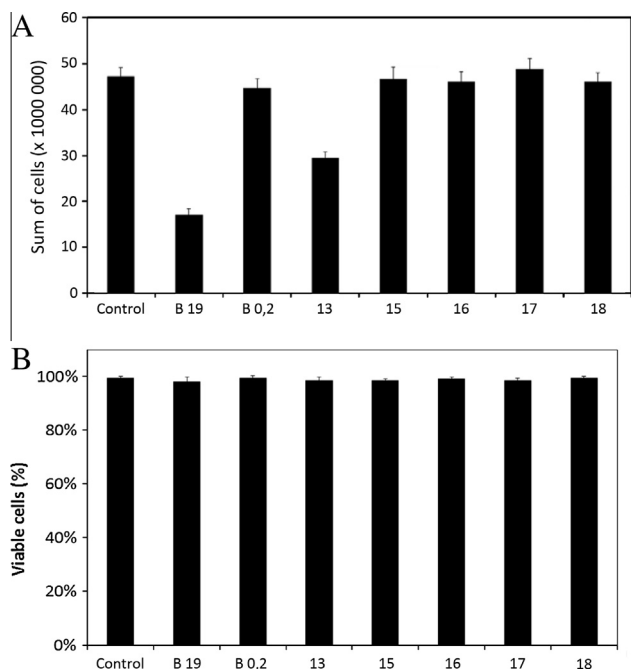 A
Sum of cells (x 1000 000)
60
50
40
30
20
10
0
Control B 19 B 0,2 13 15 16 17 18
B
Viable cells (%)
100%
80%
60%
40%
20%
0%
Control B 19 B 0,2 13 15 16 17 18